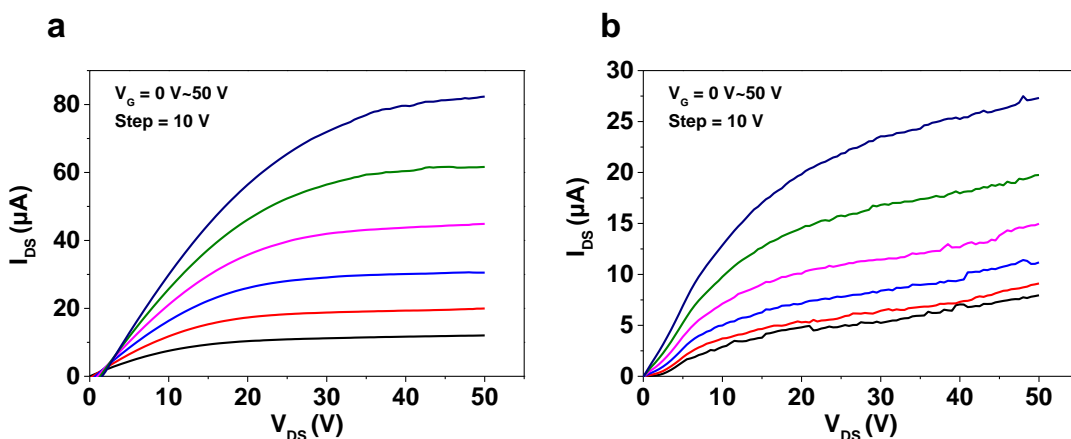 a
V_G = 0 V~50 V
Step = 10 V
80
60
40
20
0
I_DS (µA)
0 10 20 30 40 50
V_DS (V)
b
V_G = 0 V~50 V
Step = 10 V
30
25
20
15
10
5
0
I_DS (µA)
0 10 20 30 40 50
V_DS (V)